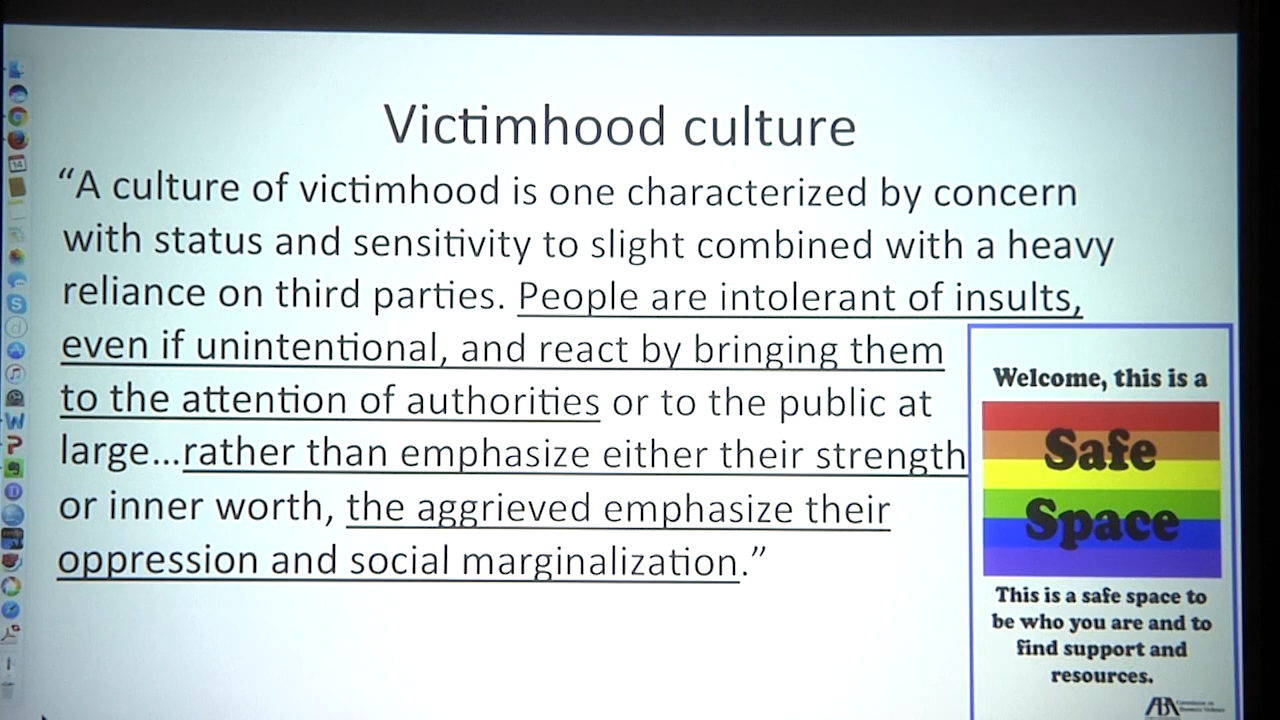 Victimhood culture
“A culture of victimhood is one characterized by concern
with status and sensitivity to slight combined with a heavy
reliance on third parties. People are intolerant of insults,
even if unintentional, and react by bringing them
to the attention of authorities or to the public at
large...rather than emphasize either their strength
or inner worth, the aggrieved emphasize their
oppression and social marginalization.”
Welcome, this is a
Safe
Space
This is a safe space to
be who you are and to
find support and
resources.
ABA